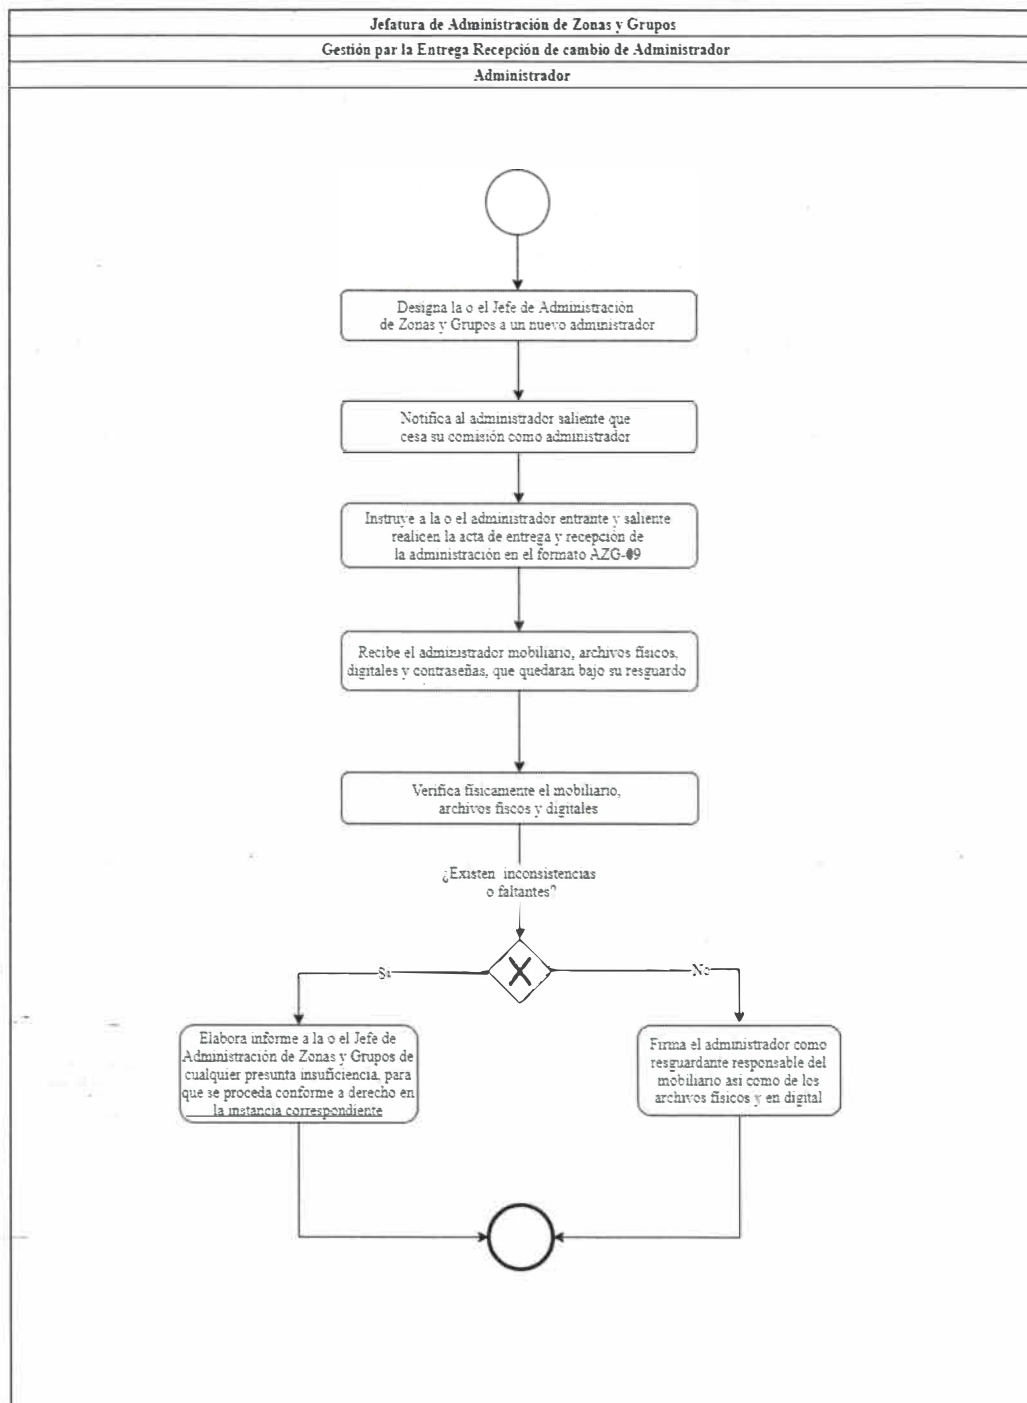 Jefatura de Administración de Zonas y Grupos
Gestión par la Entrega Recepción de cambio de Administrador
Administrador
Designa la o el Jefe de Administración
de Zonas y Grupos a un nuevo administrador
Notifica al administrador saliente que
cesa su comisión como administrador
Instruye a la o el administrador entrante y saliente
realicen la acta de entrega y recepción de
la administración en el formato AZG-09
Recibe el administrador mobiliario, archivos físicos,
digitales y contraseñas, que quedaran bajo su resguardo
Verifica físicamente el mobiliario,
archivos fiscos y digitales
¿Existen inconsistencias
o faltantes?
Si
No
Elabora informe a la o el Jefe de
Administración de Zonas y Grupos de
cualquier presunta insuficiencia, para
que se proceda conforme a derecho en
la instancia correspondiente
Firma el administrador como
resguardante responsable del
mobiliario asi como de los
archivos físicos y en digital